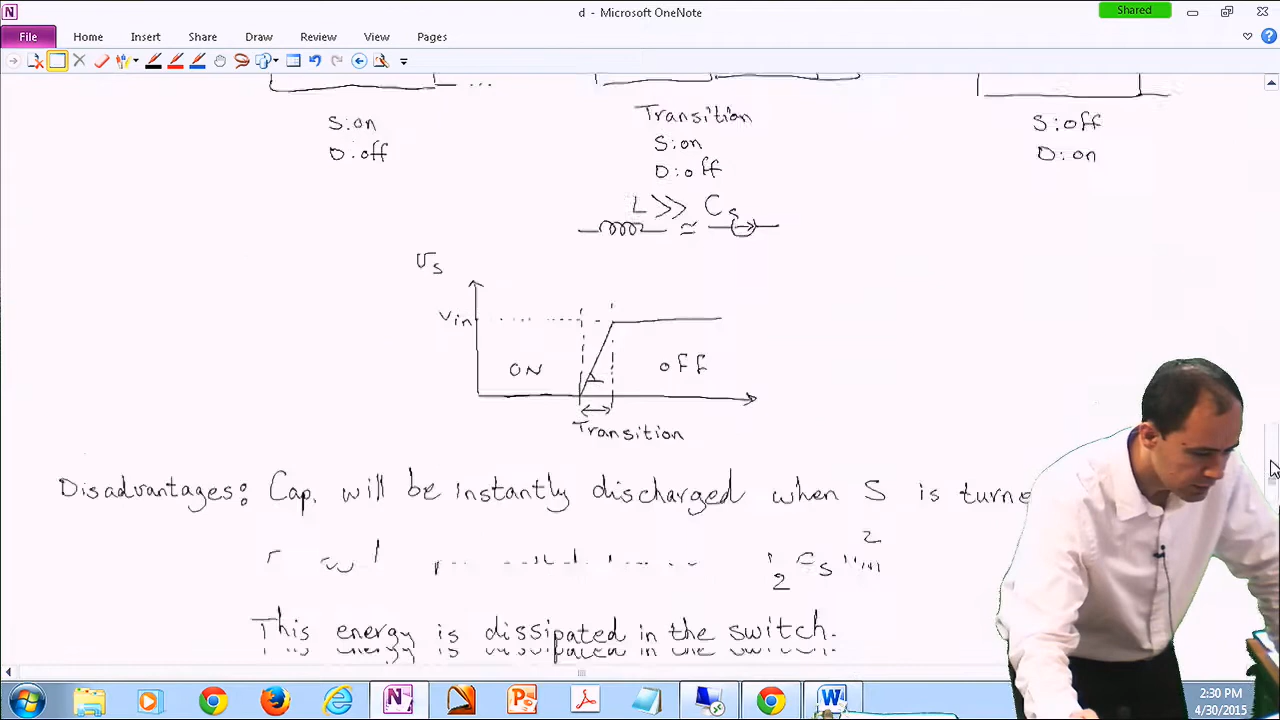 d - Microsoft OneNote
Shared
File Home Insert Share Draw Review View Pages
S:on
D:off
Transition
S:on
D:off
S:off
D:on
L >> Cs
≃
vs
vin
ON
off
Transition
Disadvantages: Cap. will be instantly discharged when S is
1/2
This energy is dissipated in the switch.
2:30 PM
4/30/2015